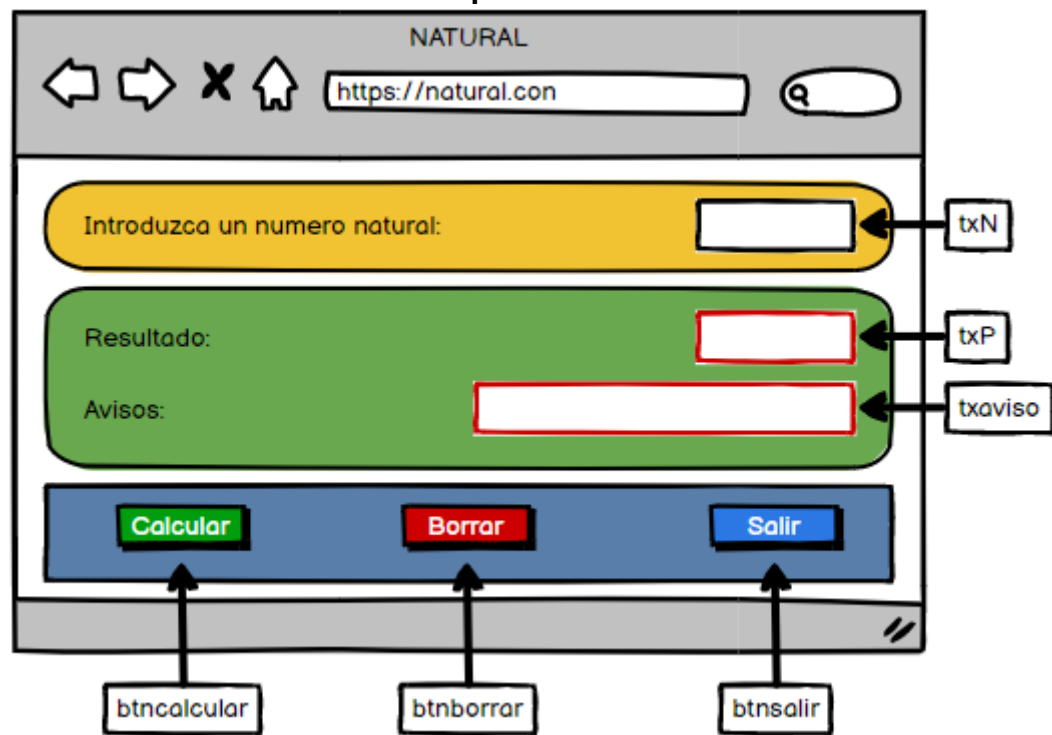 NATURAL
https://natural.con
Introduzca un numero natural:
txN
Resultado:
txP
Avisos:
txaviso
Calcular
Borrar
Salir
btncalcular
btnborrar
btnsalir